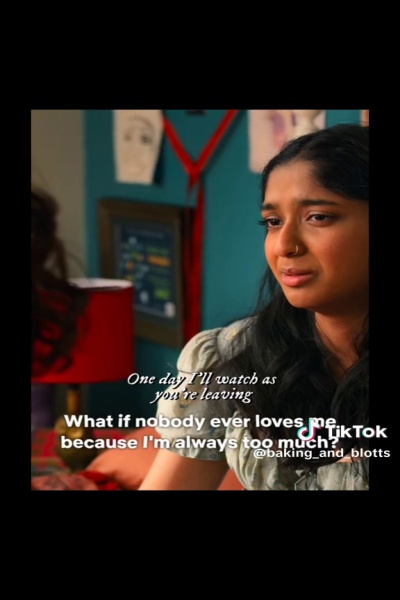 One day I'll watch as
you're leaving
What if nobody ever loves me
because I'm always too much?
TikTok
@baking_and_blotts